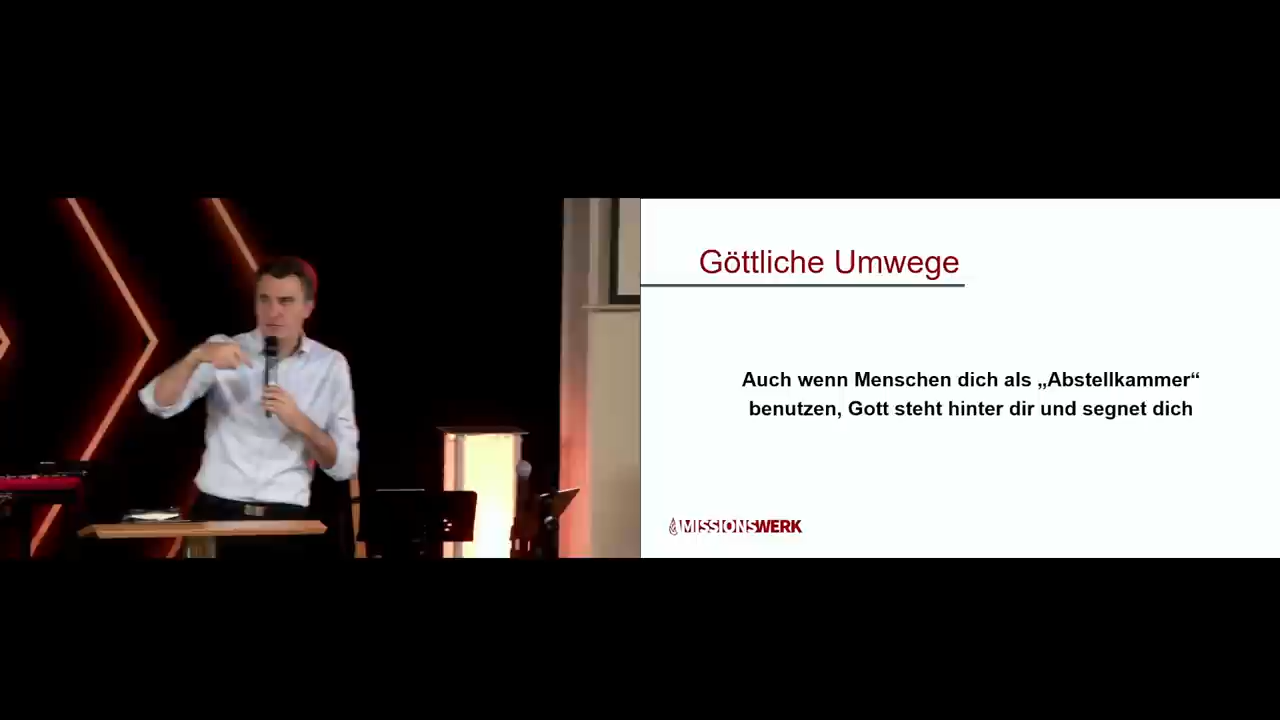 Göttliche Umwege
Auch wenn Menschen dich als „Abstellkammer“
benutzen, Gott steht hinter dir und segnet dich
MISSIONSWERK